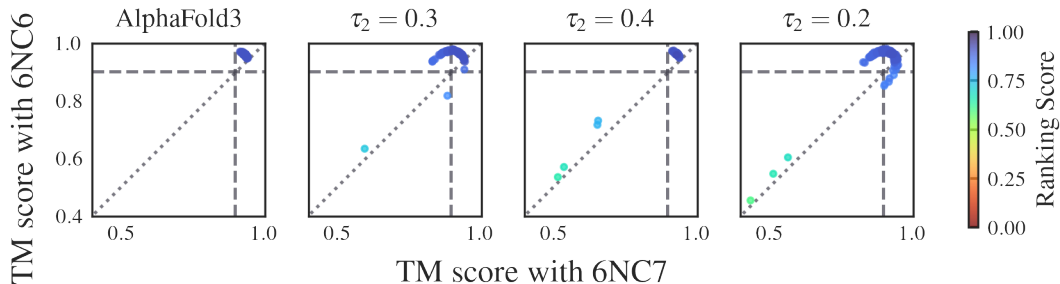 AlphaFold3
τ₂ = 0.3
τ₂ = 0.4
τ₂ = 0.2
TM score with 6NC6
1.0
0.8
0.6
0.4
0.5 1.0
0.5 1.0
0.5 1.0
0.5 1.0
TM score with 6NC7
1.00
0.75
0.50
0.25
0.00
Ranking Score